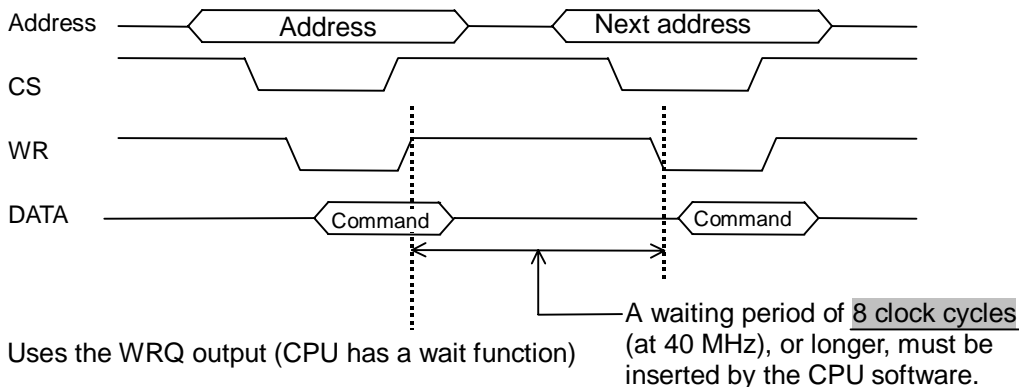 Address
Address
Next address
CS
WR
DATA
Command
Command
A waiting period of 8 clock cycles
(at 40 MHz), or longer, must be
inserted by the CPU software.
Uses the WRQ output (CPU has a wait function)